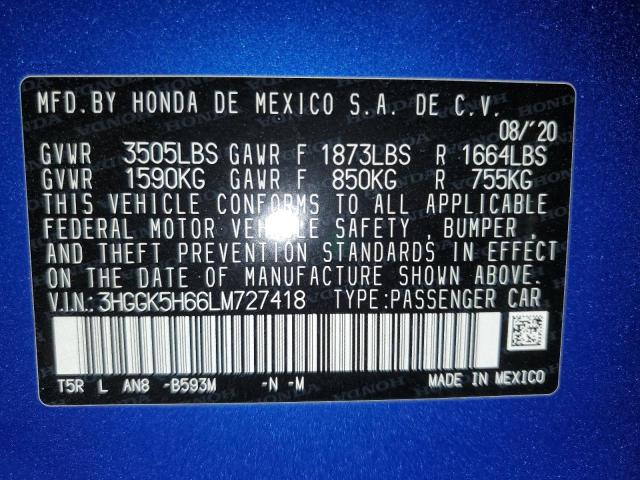 MFD.BY HONDA DE MEXICO S.A. DE C.V.
08/'20
GVWR 3505LBS GAWR F 1873LBS R 1664LBS
GVWR 1590KG GAWR F 850KG R 755KG
THIS VEHICLE CONFORMS TO ALL APPLICABLE
FEDERAL MOTOR VEHICLE SAFETY , BUMPER ,
AND THEFT PREVENTION STANDARDS IN EFFECT
ON THE DATE OF MANUFACTURE SHOWN ABOVE.
V.I.N.: 3HGGK5H66LM727418 TYPE:PASSENGER CAR
T5R L AN8 -B593M -N -M MADE IN MEXICO